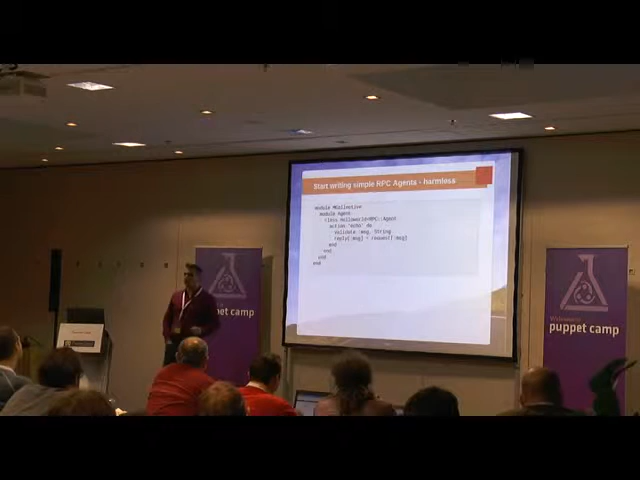 Start writing simple RPC Agents - harmless
module MCollective
module Agent
class Helloworld<RPC::Agent
action "echo" do
validate :msg, String
reply[:msg] = request[:msg]
end
end
end
end
pet camp
puppet camp